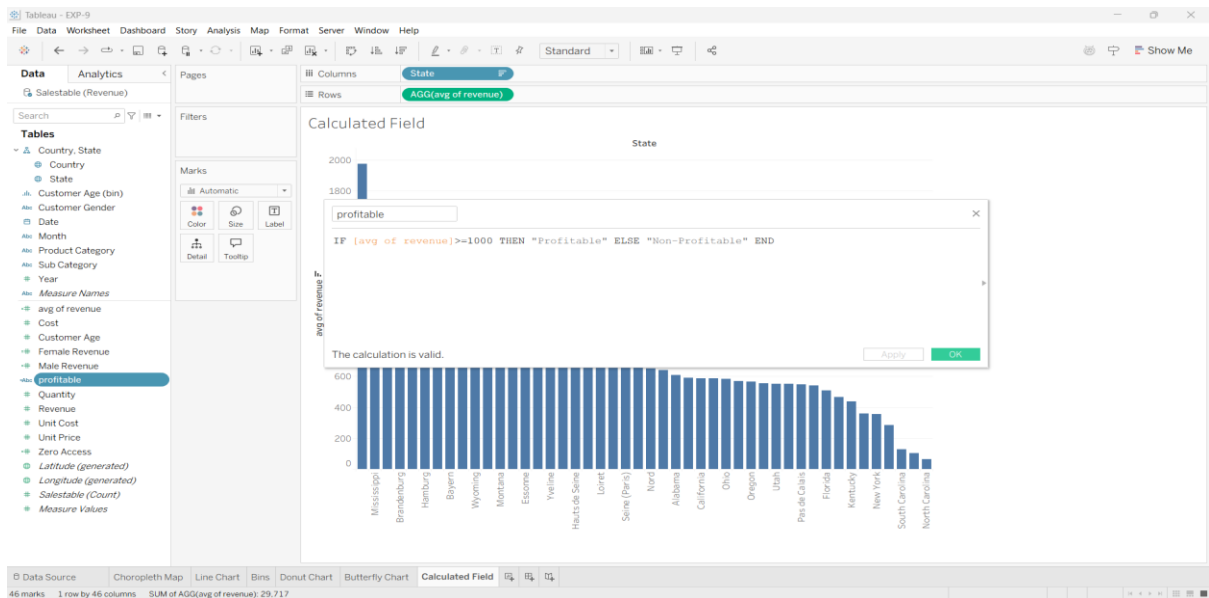 Tableau - EXP-9
File Data Worksheet Dashboard Story Analysis Map Format Server Window Help
Standard
Show Me
Data Analytics
Pages
iii Columns State
Salestable (Revenue)
Rows AGG(avg of revenue)
Search
Filters
Calculated Field
Tables
State
Country, State
Country
State
Customer Age (bin)
Abc Customer Gender
Date
Abc Month
Abc Product Category
Abc Sub Category
# Year
Abc Measure Names
Marks
Automatic
Color Size Label
Detail Tooltip
=# avg of revenue
# Cost
# Customer Age
=# Female Revenue
=# Male Revenue
=Abc profitable
# Quantity
# Revenue
# Unit Cost
# Unit Price
=# Zero Access
Latitude (generated)
Longitude (generated)
# Salestable (Count)
# Measure Values
2000
1800
profitable
IF [avg of revenue]>=1000 THEN "Profitable" ELSE "Non-Profitable" END
The calculation is valid.
Apply OK
avg of revenue
600
400
200
0
Mississippi
Brandenburg
Hamburg
Bayern
Wyoming
Montana
Essonne
Yveline
Hauts de Seine
Loiret
Seine (Paris)
Nord
Alabama
California
Ohio
Oregon
Utah
Pas de Calais
Florida
Kentucky
New York
South Carolina
North Carolina
Data Source Choropleth Map Line Chart Bins Donut Chart Butterfly Chart Calculated Field
46 marks 1 row by 46 columns SUM of AGG(avg of revenue): 29,717